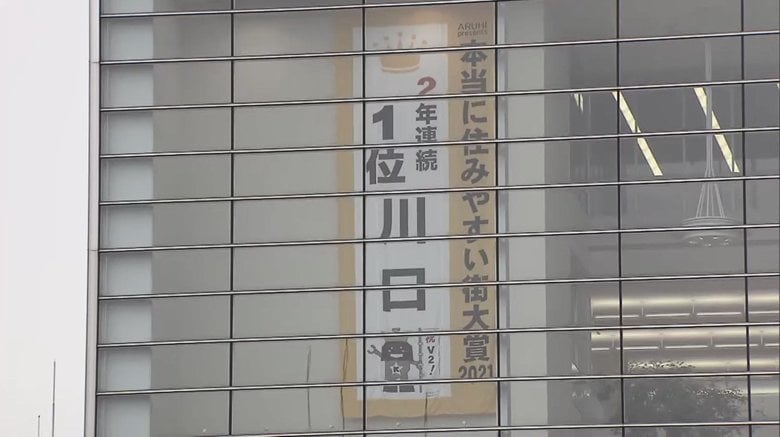 ARUHI
presents
本当に住みやすい街大賞
2021
2年連続
1位川口
祝V2!